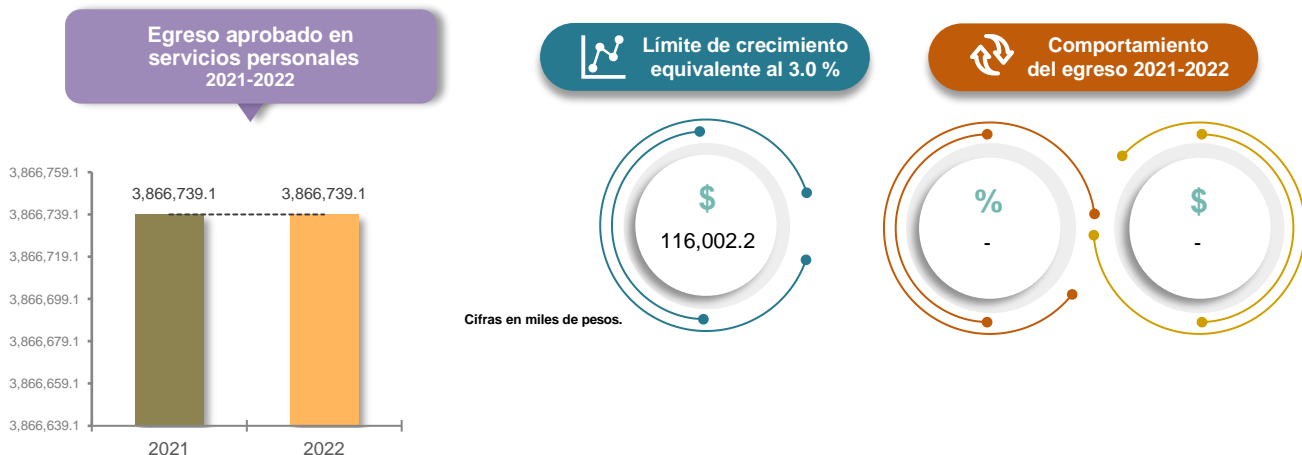 Egreso aprobado en
servicios personales
2021-2022
Límite de crecimiento
equivalente al 3.0 %
Comportamiento
del egreso 2021-2022
3,866,759.1
3,866,739.1
3,866,719.1
3,866,699.1
3,866,679.1
3,866,659.1
3,866,639.1
3,866,739.1
3,866,739.1
2021
2022
$
116,002.2
Cifras en miles de pesos.
%
-
$
-